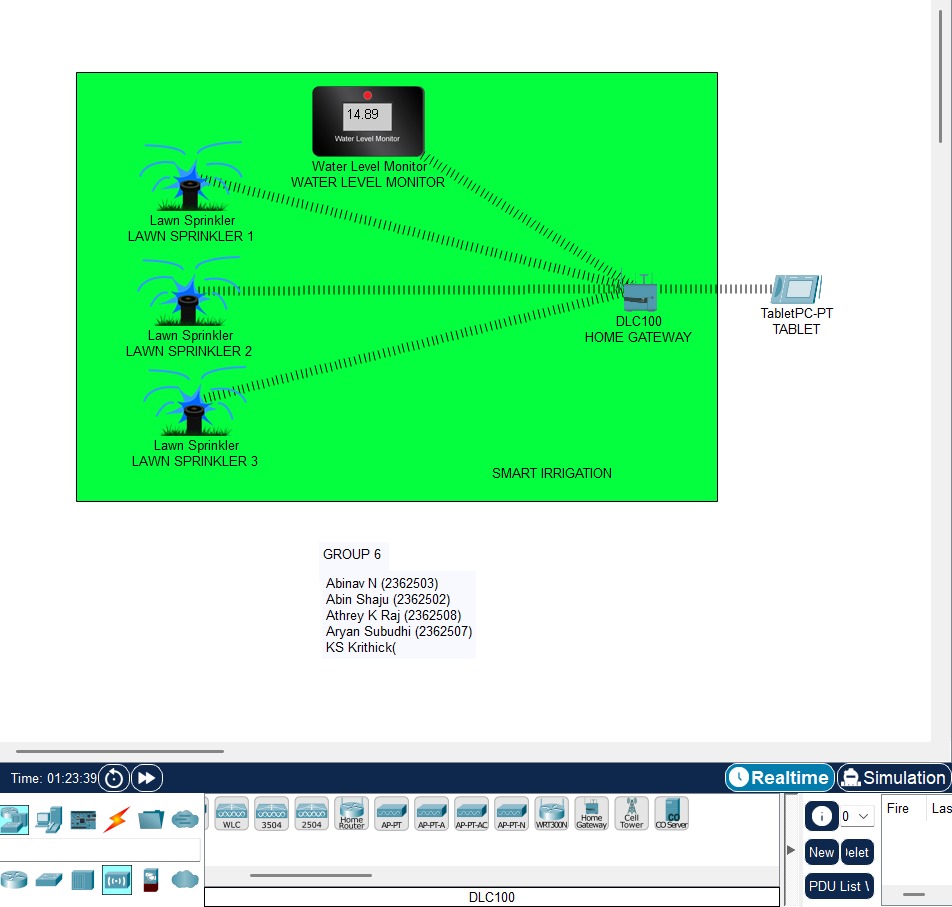 14.89
Water Level Monitor
Water Level Monitor
WATER LEVEL MONITOR
Lawn Sprinkler
LAWN SPRINKLER 1
Lawn Sprinkler
LAWN SPRINKLER 2
Lawn Sprinkler
LAWN SPRINKLER 3
DLC100
HOME GATEWAY
TabletPC-PT
TABLET
SMART IRRIGATION
GROUP 6
Abinav N (2362503)
Abin Shaju (2362502)
Athrey K Raj (2362508)
Aryan Subudhi (2362507)
KS Krithick(
Time: 01:23:39
Realtime
Simulation
WLC
3504
2504
Home Router
AP-PT
AP-PT-A
AP-PT-AC
AP-PT-N
WRT300N
Home Gateway
Cell Tower
CO Server
DLC100
0
New
elet
PDU List \
Fire
Las